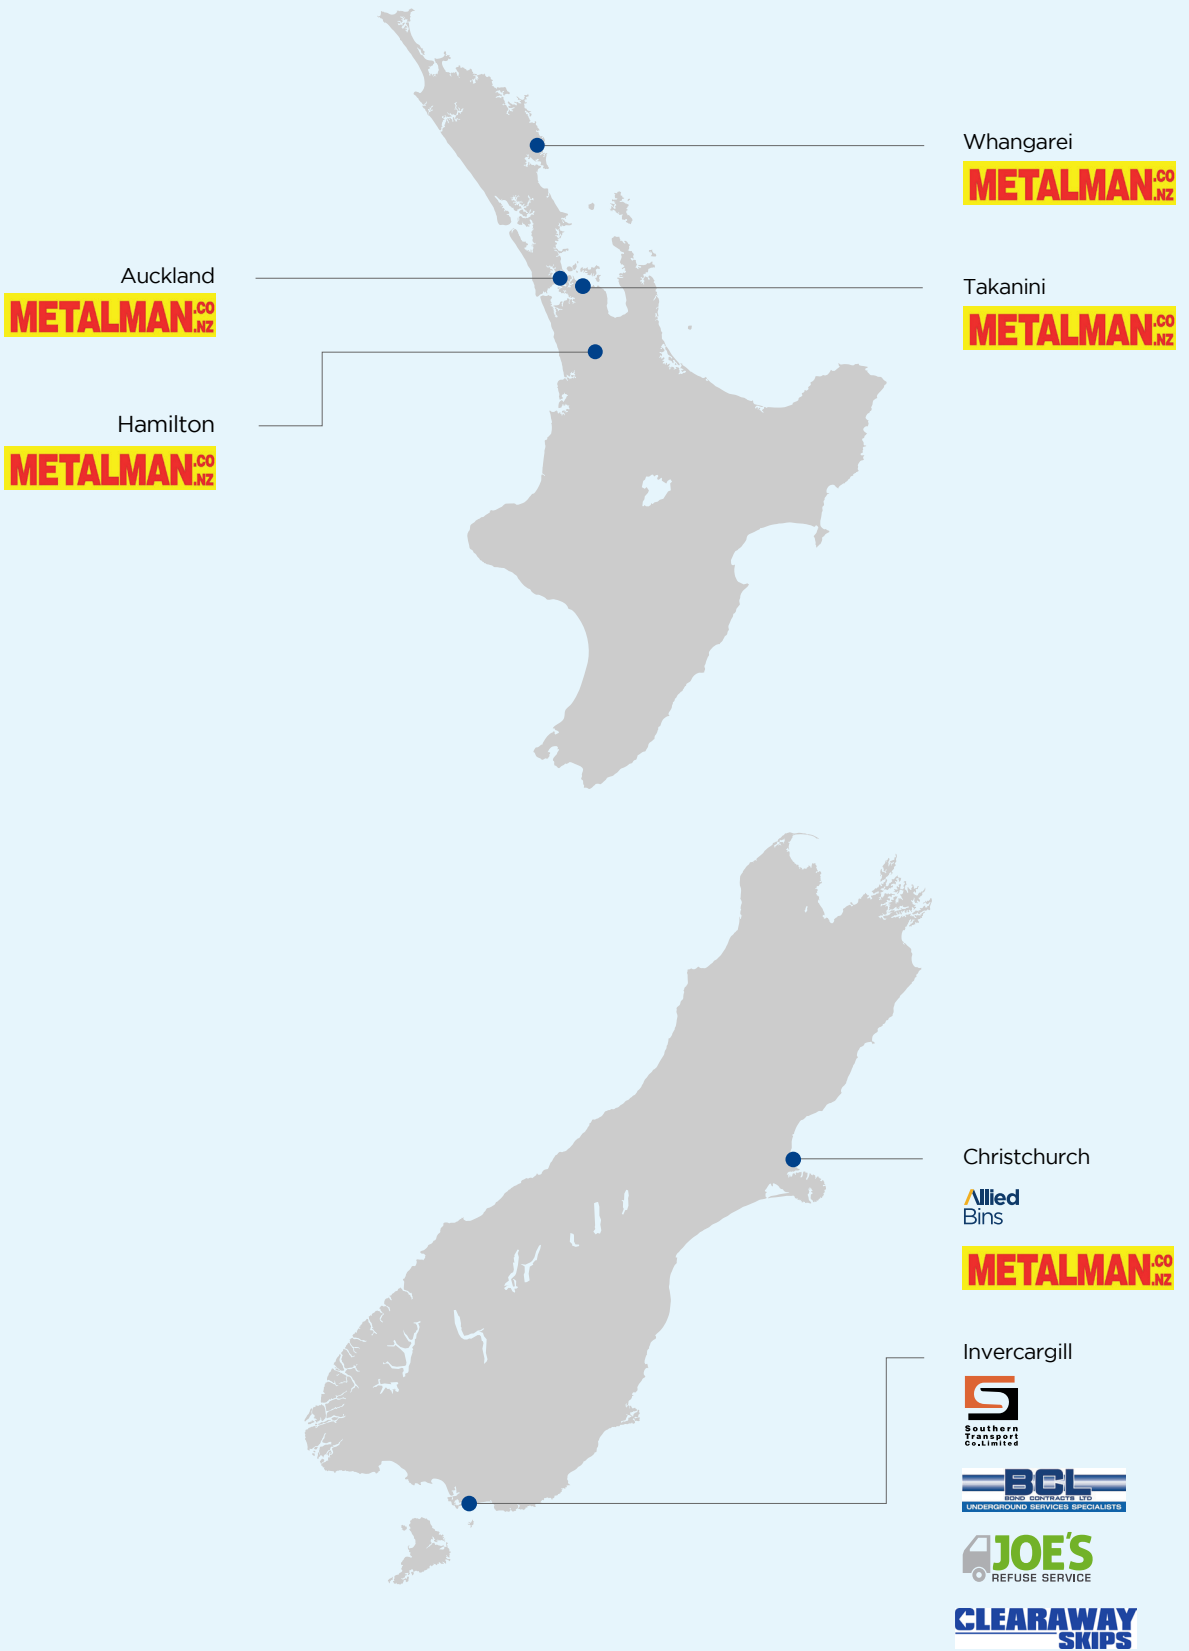 Whangarei
METALMAN.CO.NZ
Auckland
METALMAN.CO.NZ
Takanini
METALMAN.CO.NZ
Hamilton
METALMAN.CO.NZ
Christchurch
Allied
Bins
METALMAN.CO.NZ
Invercargill
S
Southern
Transport
Co.Limited
BCL
BOND CONTRACTS LTD
UNDERGROUND SERVICES SPECIALISTS
JOE'S
REFUSE SERVICE
CLEARAWAY
SKIPS